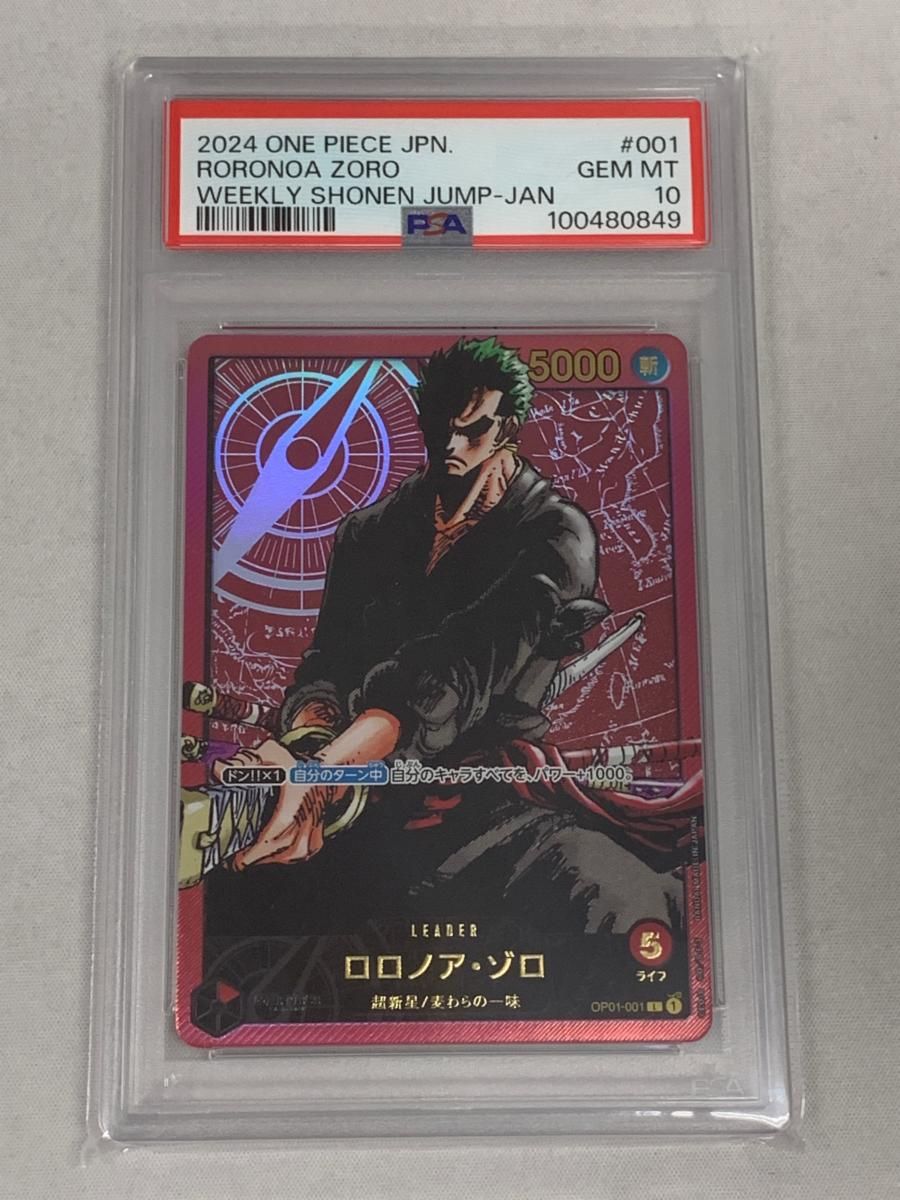 2024 ONE PIECE JPN. #001
RORONOA ZORO GEM MT
WEEKLY SHONEN JUMP-JAN 10
PSA 100480849
5000 斬
ドン!!×1 自分のターン中 自分のキャラすべてを、パワー+1000。
LEADER
ロロノア・ゾロ
超新星/麦わらの一味
5
ライフ
OP01-001 L 1
PSA